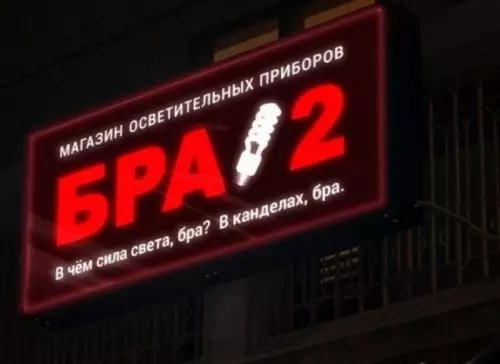 МАГАЗИН ОСВЕТИТЕЛЬНЫХ ПРИБОРОВ
БРА 2
В чём сила света, бра? В канделах, бра.